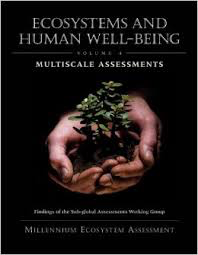 ECOSYSTEMS AND
HUMAN WELL-BEING
VOLUME 4
MULTISCALE ASSESSMENTS
Findings of the Sub-global Assessments Working Group
MILLENNIUM ECOSYSTEM ASSESSMENT